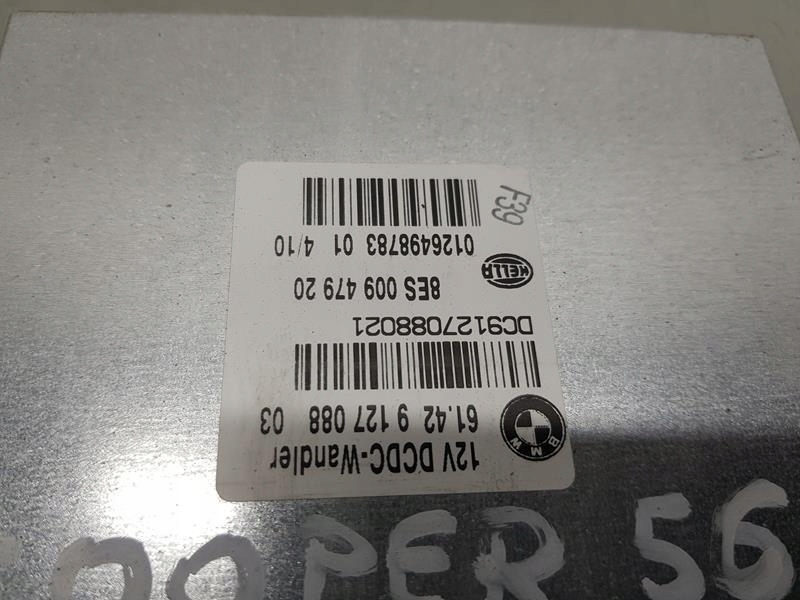 12V DCDC-Wandler
61.42 9 127 088 03
BMW
DC9127088021
8ES 009 479 20
HELLA
0126498783 01 4/10
F39
OOPER 56